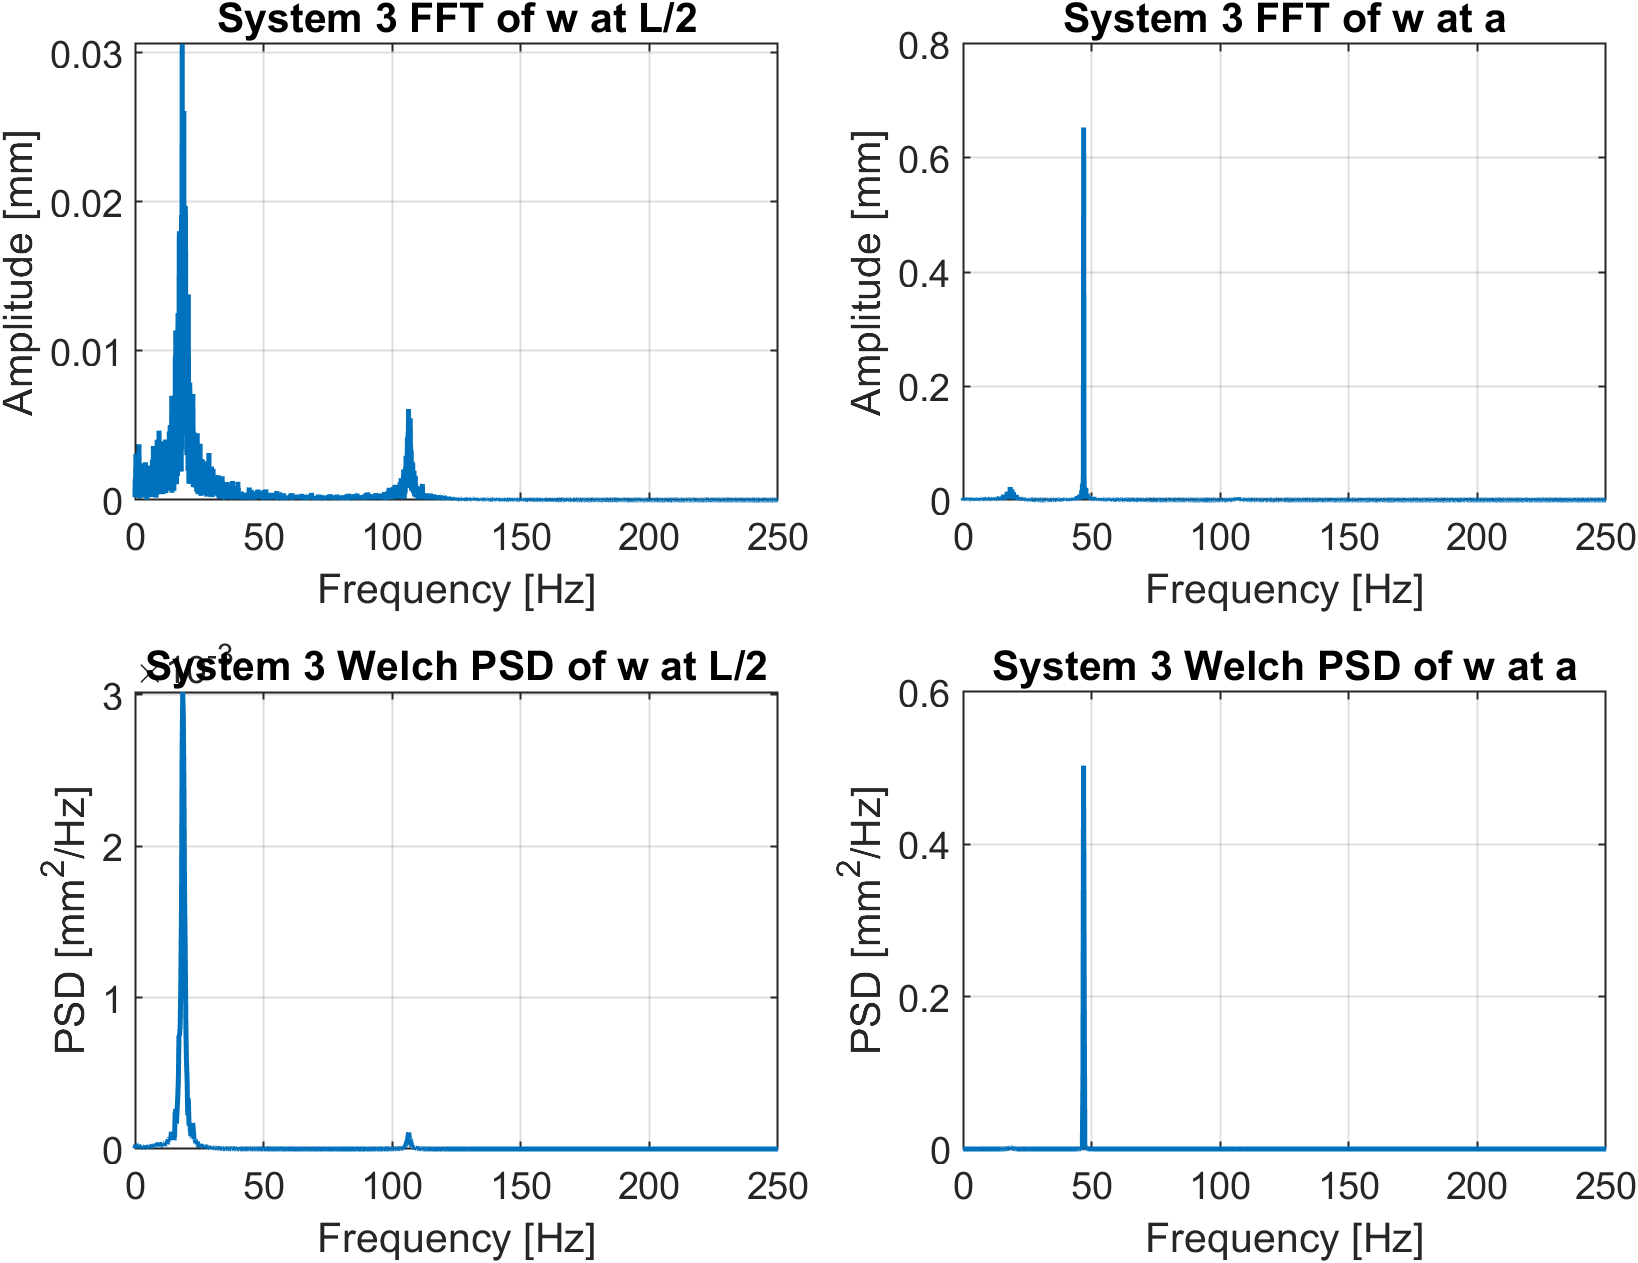 System 3 FFT of w at L/2
Amplitude [mm]
0.03
0.02
0.01
0
0 50 100 150 200 250
Frequency [Hz]
System 3 FFT of w at a
Amplitude [mm]
0.8
0.6
0.4
0.2
0
0 50 100 150 200 250
Frequency [Hz]
×10⁻³
System 3 Welch PSD of w at L/2
PSD [mm²/Hz]
3
2
1
0
0 50 100 150 200 250
Frequency [Hz]
System 3 Welch PSD of w at a
PSD [mm²/Hz]
0.6
0.4
0.2
0
0 50 100 150 200 250
Frequency [Hz]